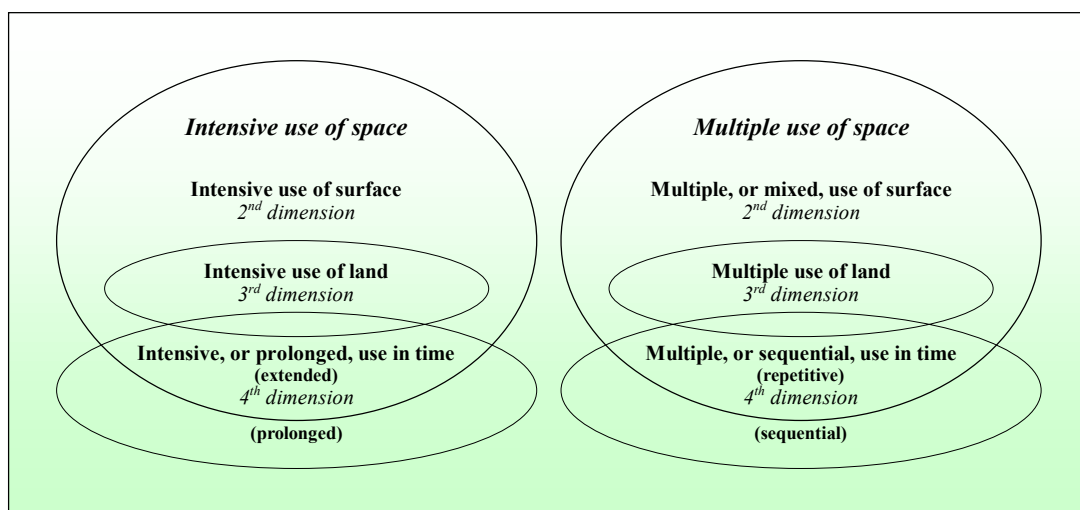 Intensive use of space
Intensive use of surface
2nd dimension
Intensive use of land
3rd dimension
Intensive, or prolonged, use in time
(extended)
4th dimension
(prolonged)
Multiple use of space
Multiple, or mixed, use of surface
2nd dimension
Multiple use of land
3rd dimension
Multiple, or sequential, use in time
(repetitive)
4th dimension
(sequential)